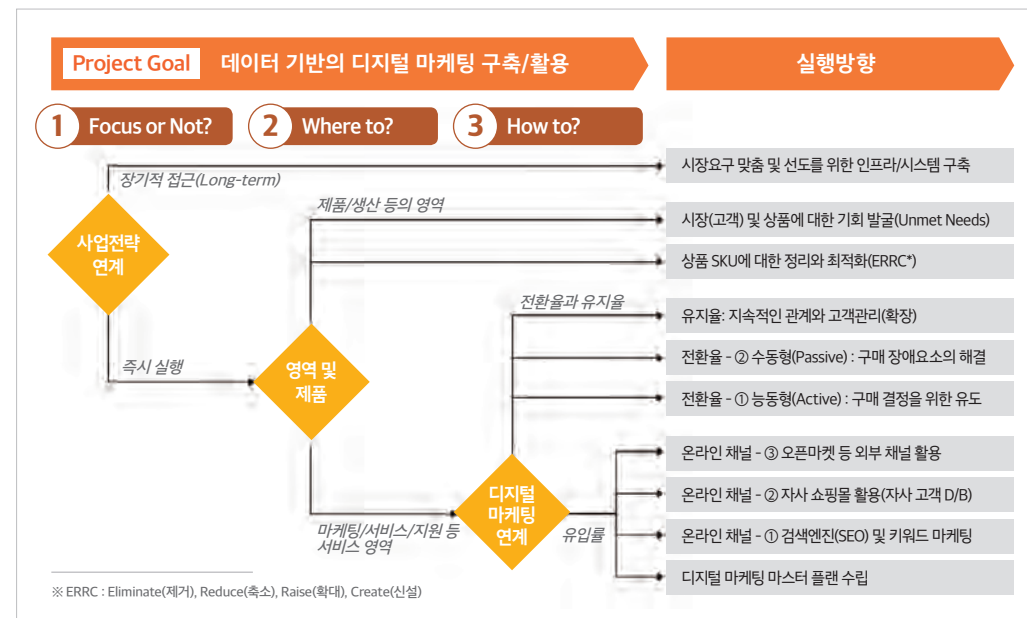 Project Goal 데이터 기반의 디지털 마케팅 구축/활용
실행방향
1 Focus or Not?
2 Where to?
3 How to?
장기적 접근(Long-term)
시장요구 맞춤 및 선도를 위한 인프라/시스템 구축
사업전략
연계
제품/생산 등의 영역
시장(고객) 및 상품에 대한 기회 발굴(Unmet Needs)
상품 SKU에 대한 정리와 최적화(ERRC*)
즉시 실행
영역 및
제품
전환율과 유지율
유지율: 지속적인 관계와 고객관리(확장)
전환율 - ② 수동형(Passive) : 구매 장애요소의 해결
전환율 - ① 능동형(Active) : 구매 결정을 위한 유도
마케팅/서비스/지원 등
서비스 영역
디지털
마케팅
연계
유입률
온라인 채널 - ③ 오픈마켓 등 외부 채널 활용
온라인 채널 - ② 자사 쇼핑몰 활용(자사 고객 D/B)
온라인 채널 - ① 검색엔진(SEO) 및 키워드 마케팅
디지털 마케팅 마스터 플랜 수립
※ ERRC : Eliminate(제거), Reduce(축소), Raise(확대), Create(신설)